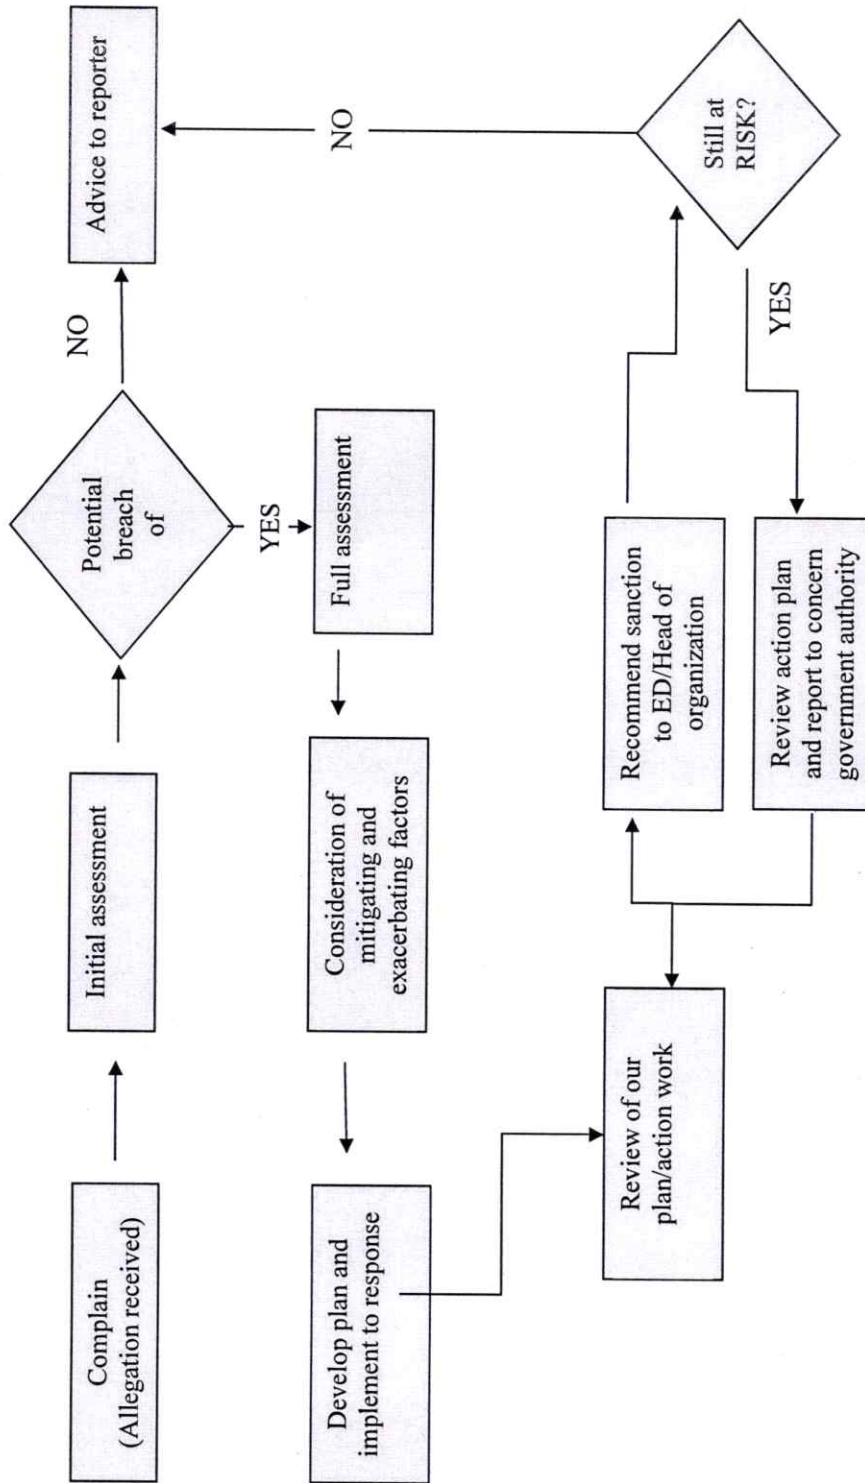 Complain
(Allegation received)
Initial assessment
Potential
breach
of
NO
Advice to reporter
YES
Full assessment
Consideration of
mitigating and
exacerbating factors
Develop plan and
implement to response
Review of our
plan/action work
Recommend sanction
to ED/Head of
organization
Still at
RISK?
NO
YES
Review action plan
and report to concern
government authority